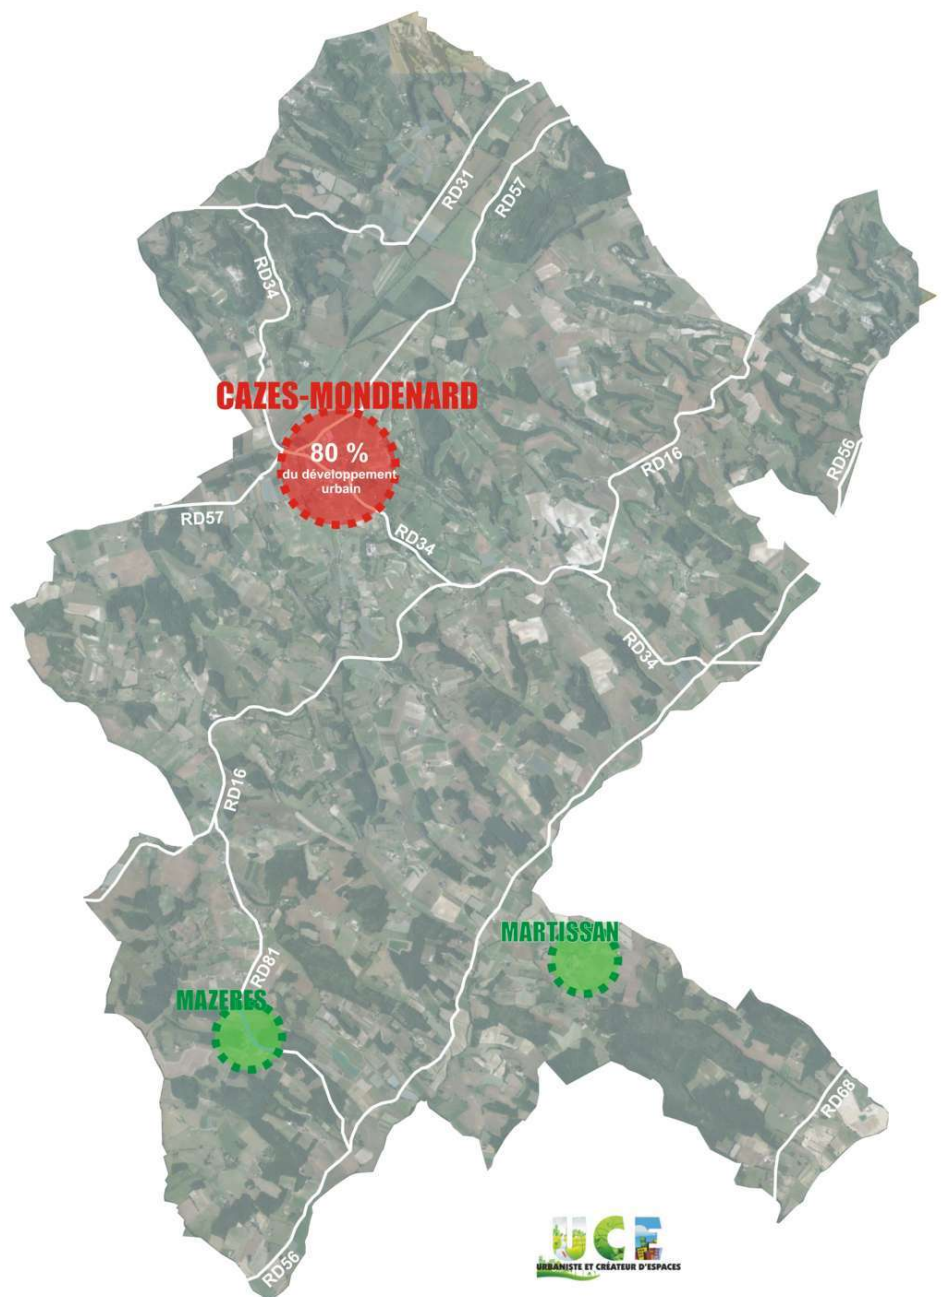 RD31
RD57
RD34
CAZES-MONDENARD
80 %
du développement
urbain
RD57
RD34
RD16
RD56
RD34
RD16
MARTISSAN
RD81
MAZERES
RD68
RD56
UCE
URBANISTE ET CRÉATEUR D'ESPACES